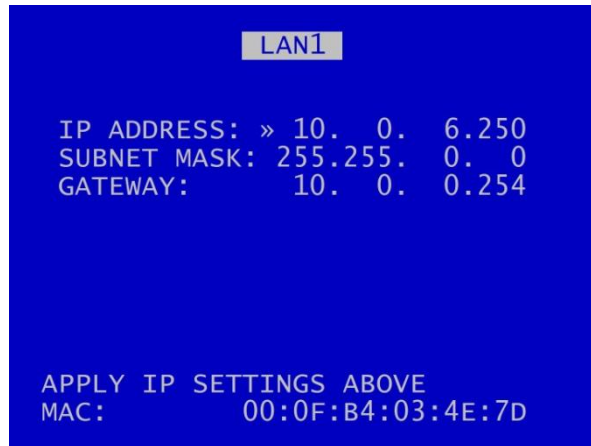 LAN1
IP ADDRESS: » 10. 0. 6.250
SUBNET MASK: 255.255. 0. 0
GATEWAY: 10. 0. 0.254
APPLY IP SETTINGS ABOVE
MAC: 00:0F:B4:03:4E:7D